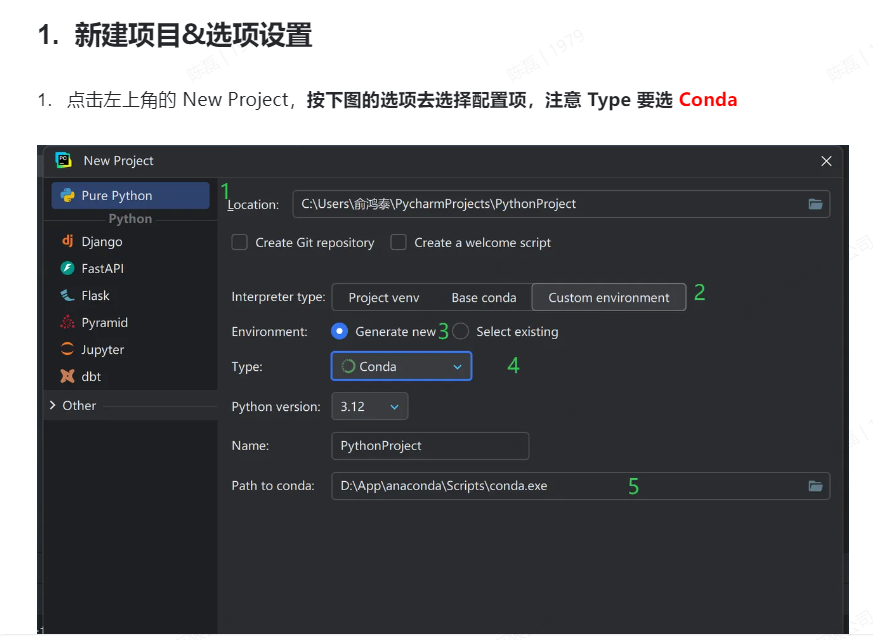 1. 新建项目&选项设置
1. 点击左上角的 New Project，按下图的选项去选择配置项，注意 Type 要选 Conda
New Project
Pure Python
Python
Django
FastAPI
Flask
Pyramid
Jupyter
dbt
Other
1
Location: C:\Users\俞鸿泰\PycharmProjects\PythonProject
Create Git repository Create a welcome script
Interpreter type: Project venv Base conda Custom environment 2
Environment: Generate new 3 Select existing
Type: Conda 4
Python version: 3.12
Name: PythonProject
Path to conda: D:\App\anaconda\Scripts\conda.exe 5
陈磊 | 1979